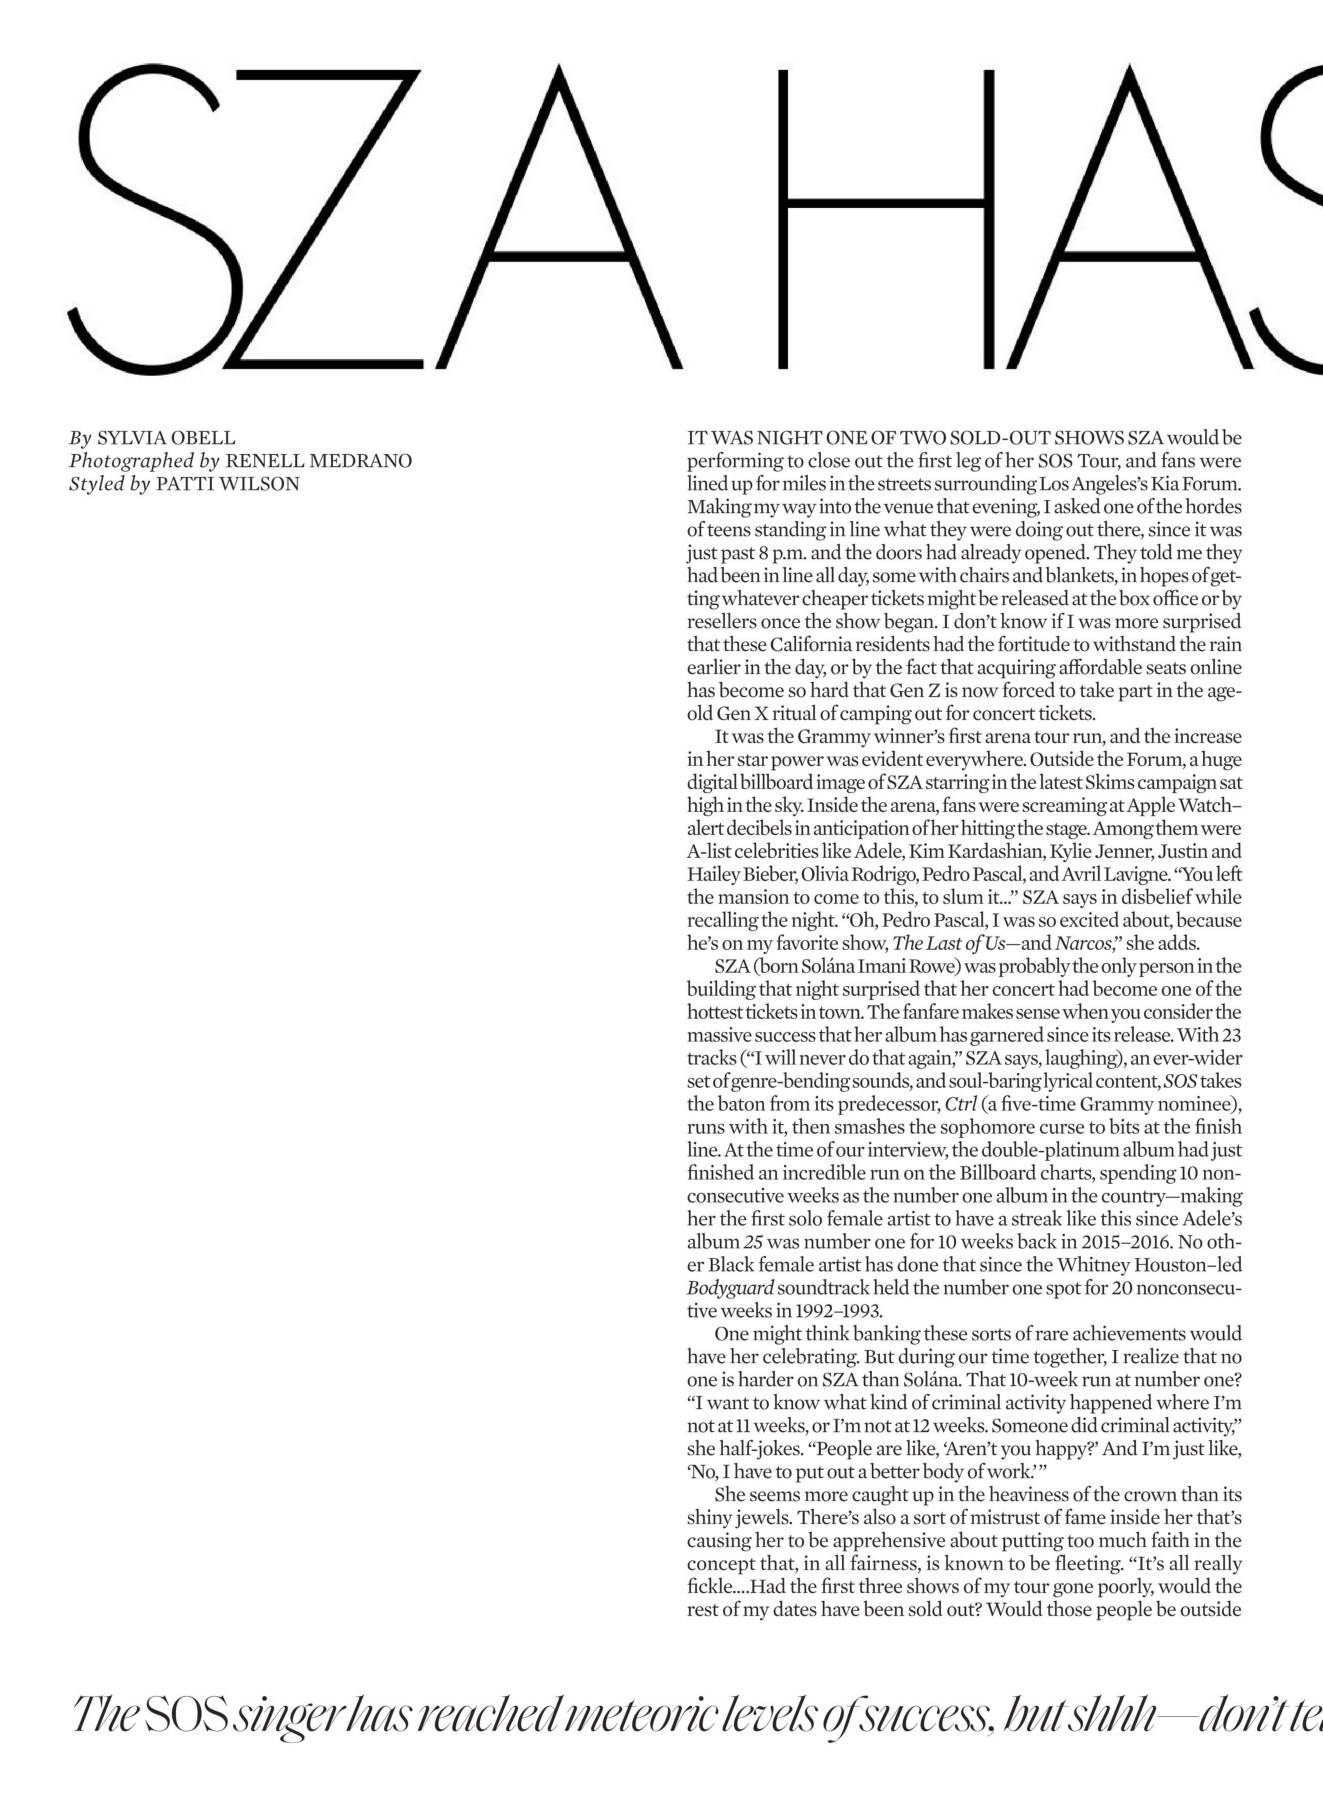 SZA HAS
By SYLVIA OBELL
Photographed by RENELL MEDRANO
Styled by PATTI WILSON
IT WAS NIGHT ONE OF TWO SOLD-OUT SHOWS SZA would be
performing to close out the first leg of her SOS Tour, and fans were
lined up for miles in the streets surrounding Los Angeles’s Kia Forum.
Making my way into the venue that evening, I asked one of the hordes
of teens standing in line what they were doing out there, since it was
just past 8 p.m. and the doors had already opened. They told me they
had been in line all day, some with chairs and blankets, in hopes of get-
ting whatever cheaper tickets might be released at the box office or by
resellers once the show began. I don’t know if I was more surprised
that these California residents had the fortitude to withstand the rain
earlier in the day, or by the fact that acquiring affordable seats online
has become so hard that Gen Z is now forced to take part in the age-
old Gen X ritual of camping out for concert tickets.
It was the Grammy winner’s first arena tour run, and the increase
in her star power was evident everywhere. Outside the Forum, a huge
digital billboard image of SZA starring in the latest Skims campaign sat
high in the sky. Inside the arena, fans were screaming at Apple Watch–
alert decibels in anticipation of her hitting the stage. Among them were
A-list celebrities like Adele, Kim Kardashian, Kylie Jenner, Justin and
Hailey Bieber, Olivia Rodrigo, Pedro Pascal, and Avril Lavigne. “You left
the mansion to come to this, to slum it...” SZA says in disbelief while
recalling the night. “Oh, Pedro Pascal, I was so excited about, because
he’s on my favorite show, The Last of Us—and Narcos,” she adds.
SZA (born Solána Imani Rowe) was probably the only person in the
building that night surprised that her concert had become one of the
hottest tickets in town. The fanfare makes sense when you consider the
massive success that her album has garnered since its release. With 23
tracks (“I will never do that again,” SZA says, laughing), an ever-wider
set of genre-bending sounds, and soul-baring lyrical content, SOS takes
the baton from its predecessor, Ctrl (a five-time Grammy nominee),
runs with it, then smashes the sophomore curse to bits at the finish
line. At the time of our interview, the double-platinum album had just
finished an incredible run on the Billboard charts, spending 10 non-
consecutive weeks as the number one album in the country—making
her the first solo female artist to have a streak like this since Adele’s
album 25 was number one for 10 weeks back in 2015–2016. No oth-
er Black female artist has done that since the Whitney Houston–led
Bodyguard soundtrack held the number one spot for 20 nonconsecu-
tive weeks in 1992–1993.
One might think banking these sorts of rare achievements would
have her celebrating. But during our time together, I realize that no
one is harder on SZA than Solána. That 10-week run at number one?
“I want to know what kind of criminal activity happened where I’m
not at 11 weeks, or I’m not at 12 weeks. Someone did criminal activity,”
she half-jokes. “People are like, ‘Aren’t you happy?’ And I’m just like,
‘No, I have to put out a better body of work.’”
She seems more caught up in the heaviness of the crown than its
shiny jewels. There’s also a sort of mistrust of fame inside her that’s
causing her to be apprehensive about putting too much faith in the
concept that, in all fairness, is known to be fleeting. “It’s all really
fickle....Had the first three shows of my tour gone poorly, would the
rest of my dates have been sold out? Would those people be outside
The SOS singer has reached meteoric levels of success, but shhh—don’t